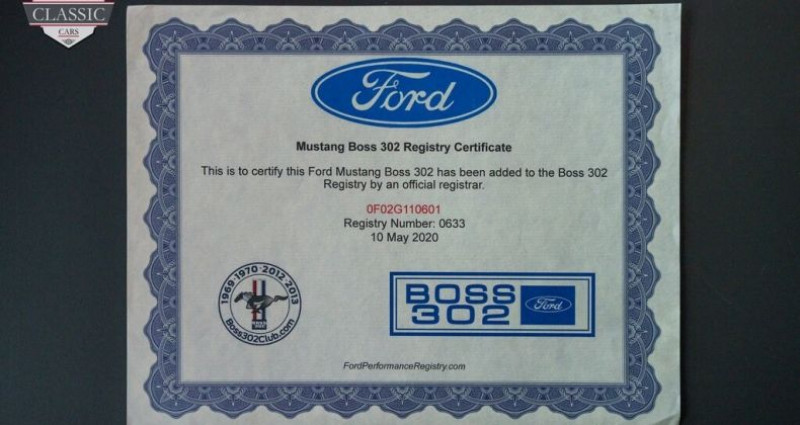 CLASSIC
CARS
Ford
Mustang Boss 302 Registry Certificate
This is to certify this Ford Mustang Boss 302 has been added to the Boss 302
Registry by an official registrar.
0F02G110601
Registry Number: 0633
10 May 2020
1969·1970·2012·2013
Boss302Club.com
BOSS
302
Ford
FordPerformanceRegistry.com